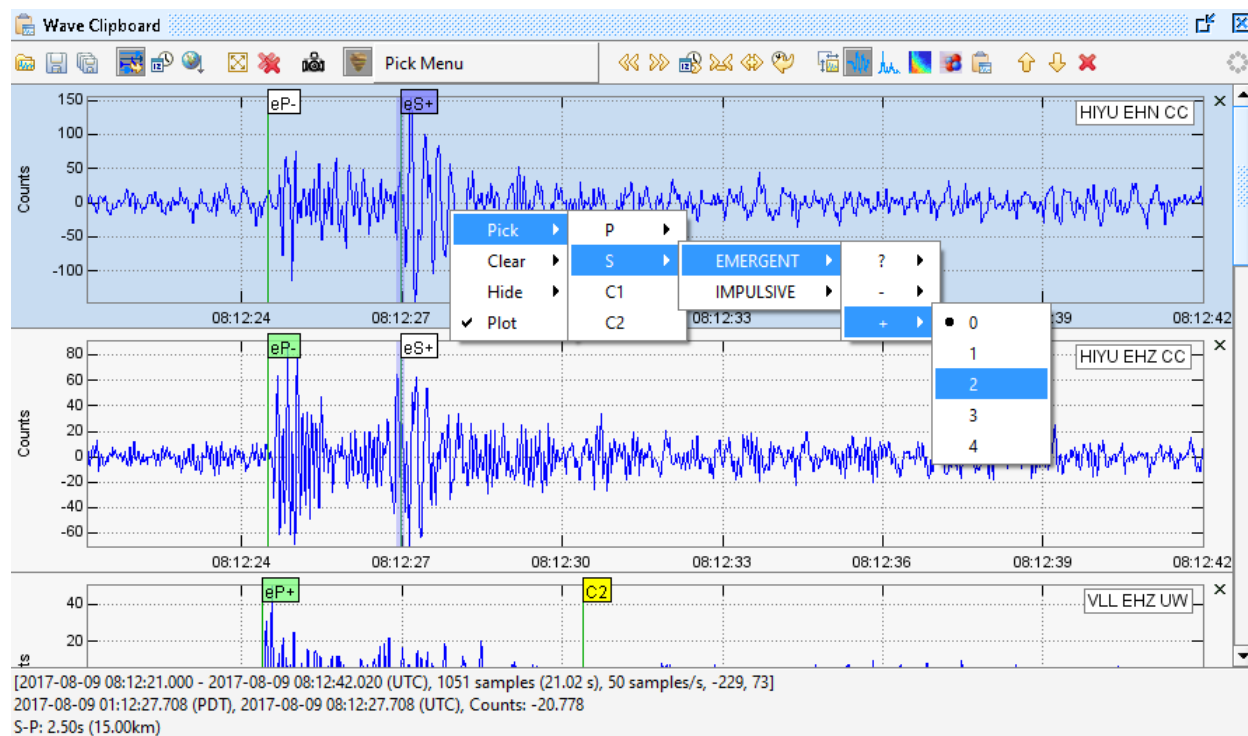 Wave Clipboard
Pick Menu
150
100
50
0
-50
-100
Counts
eP-
eS+
HIYU EHN CC
08:12:24
08:12:27
08:12:33
:39
08:12:42
Pick
Clear
Hide
Plot
P
S
C1
C2
EMERGENT
IMPULSIVE
?
-
+
0
1
2
3
4
80
60
40
20
0
-20
-40
-60
Counts
eP-
eS+
HIYU EHZ CC
08:12:24
08:12:27
08:12:30
08:12:33
08:12:36
08:12:39
08:12:42
40
20
ts
eP+
C2
VLL EHZ UW
[2017-08-09 08:12:21.000 - 2017-08-09 08:12:42.020 (UTC), 1051 samples (21.02 s), 50 samples/s, -229, 73]
2017-08-09 01:12:27.708 (PDT), 2017-08-09 08:12:27.708 (UTC), Counts: -20.778
S-P: 2.50s (15.00km)